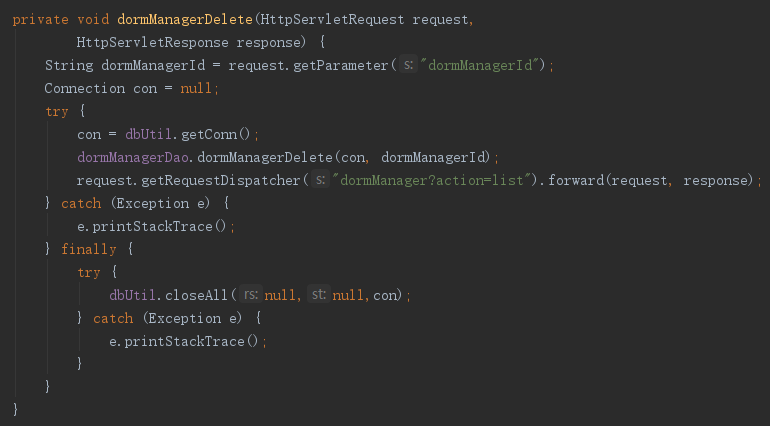 private void dormManagerDelete(HttpServletRequest request,
        HttpServletResponse response) {
    String dormManagerId = request.getParameter( s: "dormManagerId");
    Connection con = null;
    try {
        con = dbUtil.getConn();
        dormManagerDao.dormManagerDelete(con, dormManagerId);
        request.getRequestDispatcher( s: "dormManager?action=list").forward(request, response);
    } catch (Exception e) {
        e.printStackTrace();
    } finally {
        try {
            dbUtil.closeAll( rs: null, st: null,con);
        } catch (Exception e) {
            e.printStackTrace();
        }
    }
}